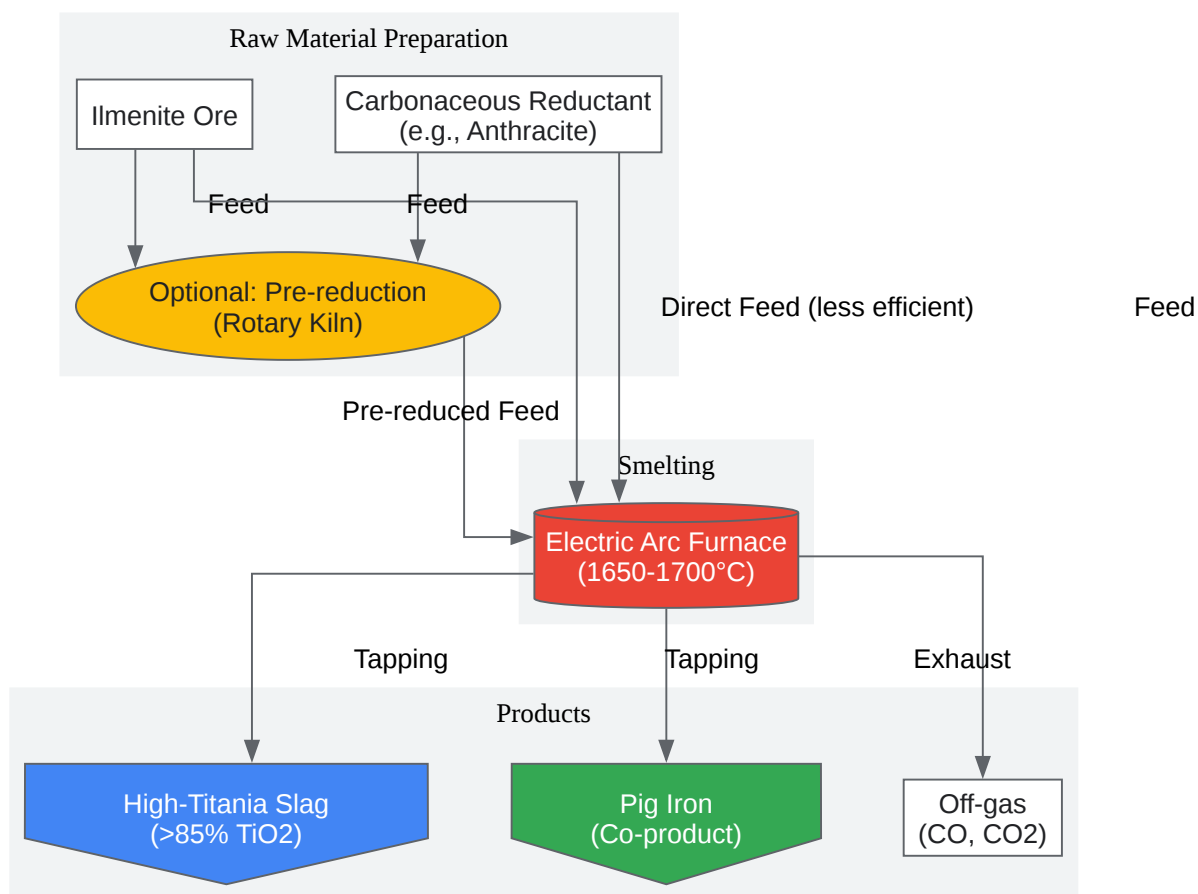 Raw Material Preparation
Ilmenite Ore
Carbonaceous Reductant
(e.g., Anthracite)
Feed
Feed
Optional: Pre-reduction
(Rotary Kiln)
Direct Feed (less efficient)
Feed
Pre-reduced Feed
Smelting
Electric Arc Furnace
(1650-1700°C)
Tapping
Tapping
Exhaust
Products
High-Titania Slag
(>85% TiO2)
Pig Iron
(Co-product)
Off-gas
(CO, CO2)